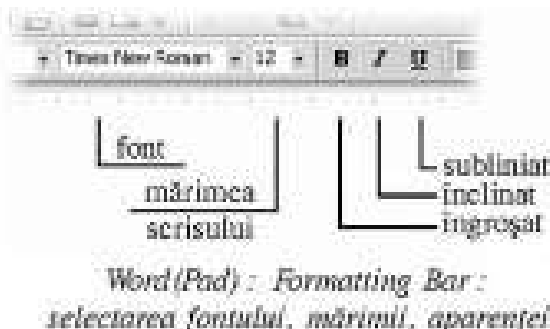 Times New Roman 12 B I U
font
mărimea
scrisului
subliniat
înclinat
îngroșat
Word(Pad) : Formatting Bar :
selectarea fontului, mărimii, aparenței